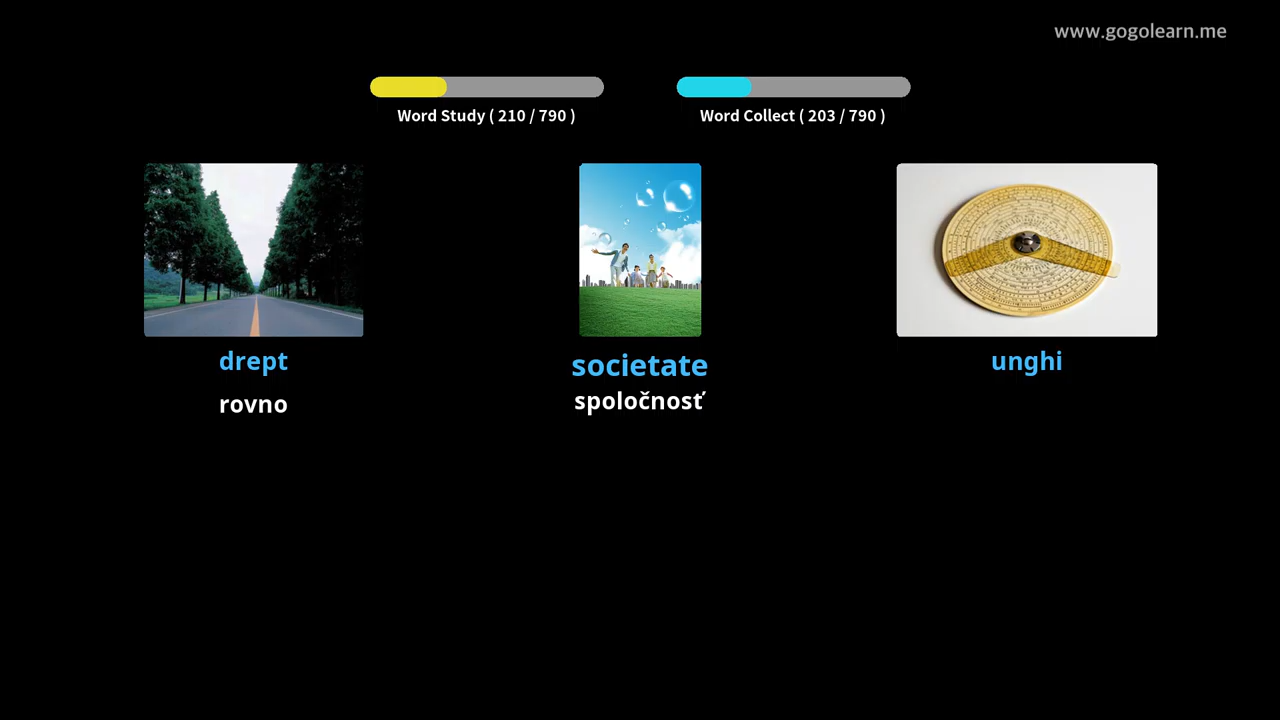 www.gogolearn.me
Word Study ( 210 / 790 )
Word Collect ( 203 / 790 )
drept
societate
unghi
rovno
spoločnosť